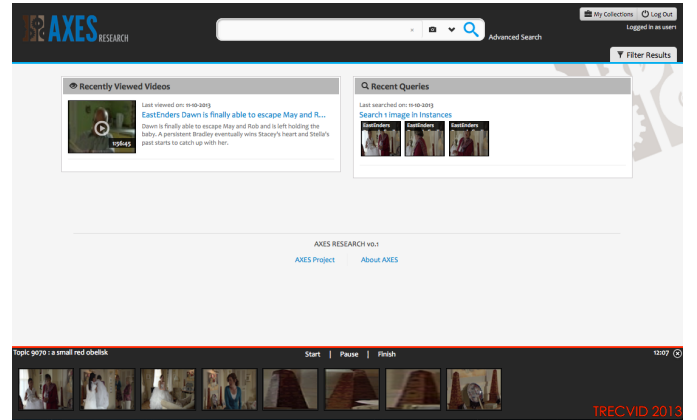 AXES RESEARCH
My Collections
Log Out
Logged in as user1
Advanced Search
Filter Results
Recently Viewed Videos
Last viewed on: 11-10-2013
EastEnders Dawn is finally able to escape May and R...
Dawn is finally able to escape May and Rob and is left holding the
baby. A persistent Bradley eventually wins Stacey's heart and Stella's
past starts to catch up with her.
1:56:45
Recent Queries
Last searched on: 11-10-2013
Search 1 image in Instances
EastEnders
EastEnders
EastEnders
AXES RESEARCH v0.1
AXES Project
About AXES
Topic 9070 : a small red obelisk
Start | Pause | Finish
12:07
TRECVID 2013